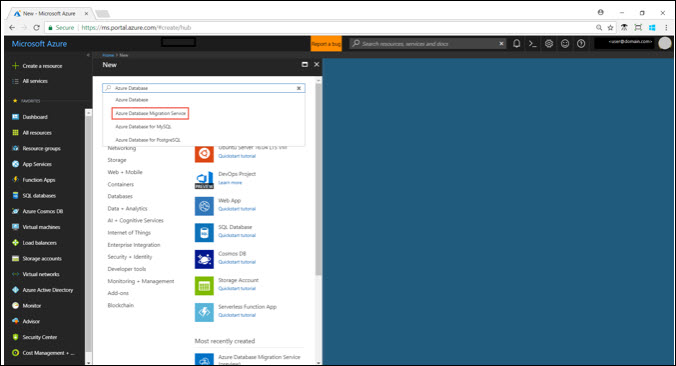 New - Microsoft Azure
Secure | https://ms.portal.azure.com/#create/hub
Microsoft Azure
Report a bug
Search resources, services and docs
<user@domain.com>
Create a resource
All services
FAVORITES
Dashboard
All resources
Resource groups
App Services
Function Apps
SQL databases
Azure Cosmos DB
Virtual machines
Load balancers
Storage accounts
Virtual networks
Azure Active Directory
Monitor
Advisor
Security Center
Cost Management + ...
Home > New
New
Azure Database
Azure Database
Azure Database Migration Service
Azure Database for MySQL
Azure Database for PostgreSQL
Networking
Storage
Web + Mobile
Containers
Databases
Data + Analytics
AI + Cognitive Services
Internet of Things
Enterprise Integration
Security + Identity
Developer tools
Monitoring + Management
Add-ons
Blockchain
Ubuntu Server 16.04 LTS VM
Quickstart tutorial
PREVIEW
DevOps Project
Learn more
Web App
Quickstart tutorial
SQL Database
Quickstart tutorial
Cosmos DB
Quickstart tutorial
Storage Account
Quickstart tutorial
Serverless Function App
Quickstart tutorial
Most recently created
Azure Database Migration Service